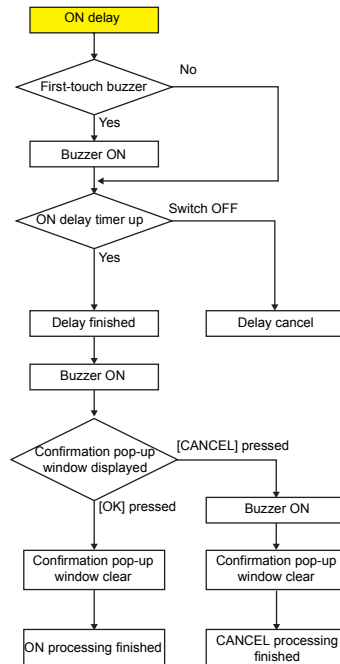 ON delay
No
First-touch buzzer
Yes
Buzzer ON
Switch OFF
ON delay timer up
Yes
Delay finished
Delay cancel
Buzzer ON
[CANCEL] pressed
Confirmation pop-up
window displayed
[OK] pressed
Buzzer ON
Confirmation pop-up
window clear
Confirmation pop-up
window clear
ON processing finished
CANCEL processing
finished